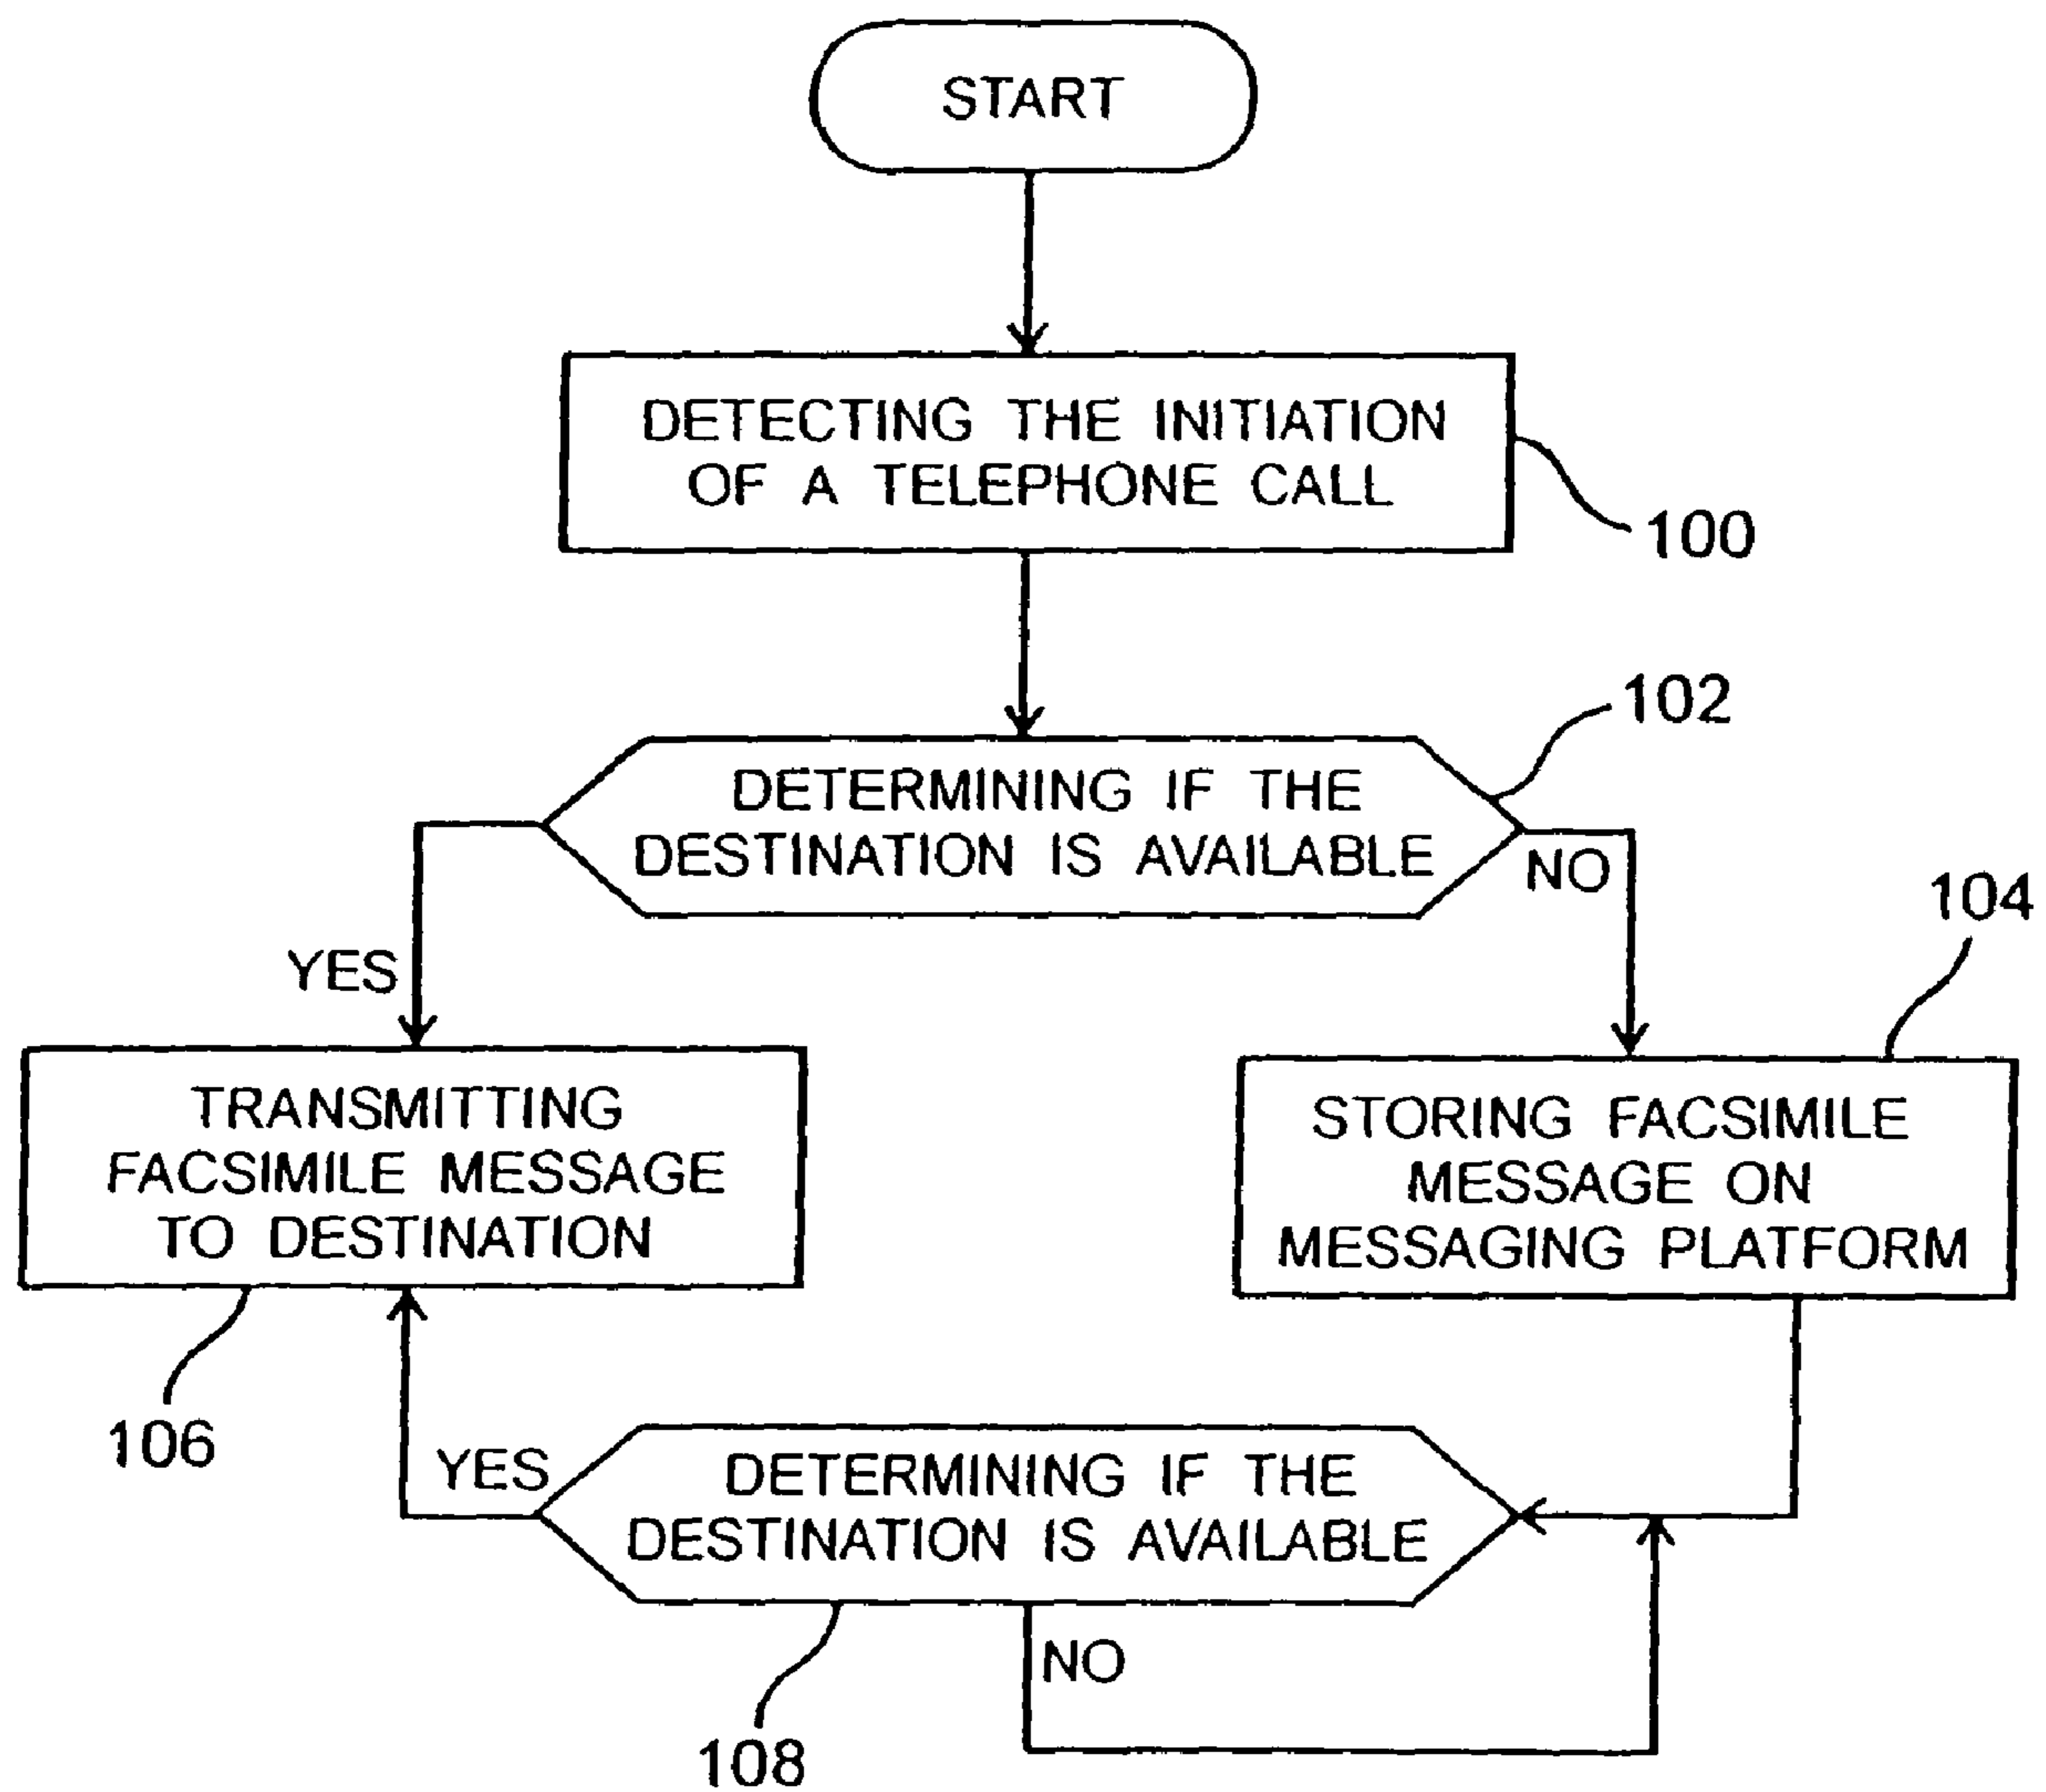 START
DETECTING THE INITIATION
OF A TELEPHONE CALL
100
102
DETERMINING IF THE
DESTINATION IS AVAILABLE
NO
104
YES
TRANSMITTING
FACSIMILE MESSAGE
TO DESTINATION
STORING FACSIMILE
MESSAGE ON
MESSAGING PLATFORM
106
YES
DETERMINING IF THE
DESTINATION IS AVAILABLE
NO
108